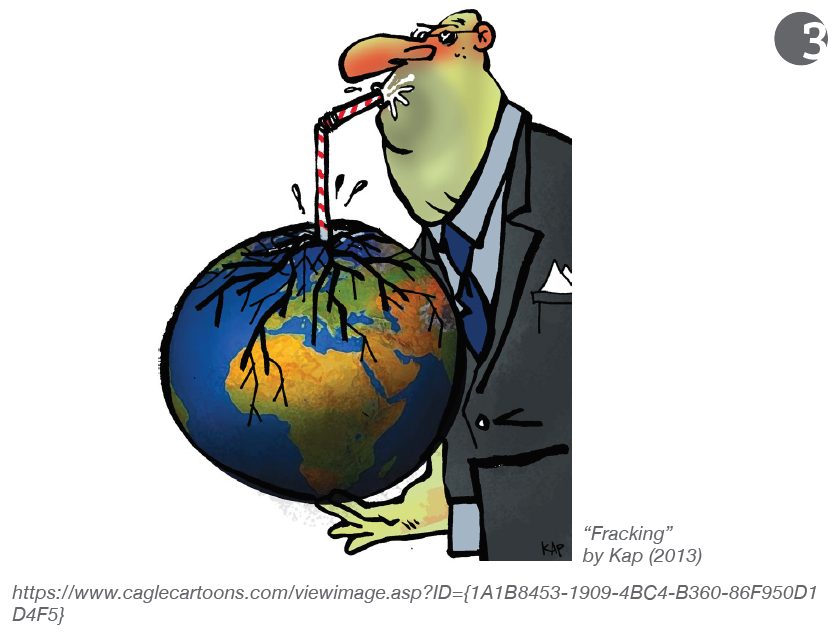 3
KAP
“Fracking”
by Kap (2013)
https://www.caglecartoons.com/viewimage.asp?ID={1A1B8453-1909-4BC4-B360-86F950D1
D4F5}